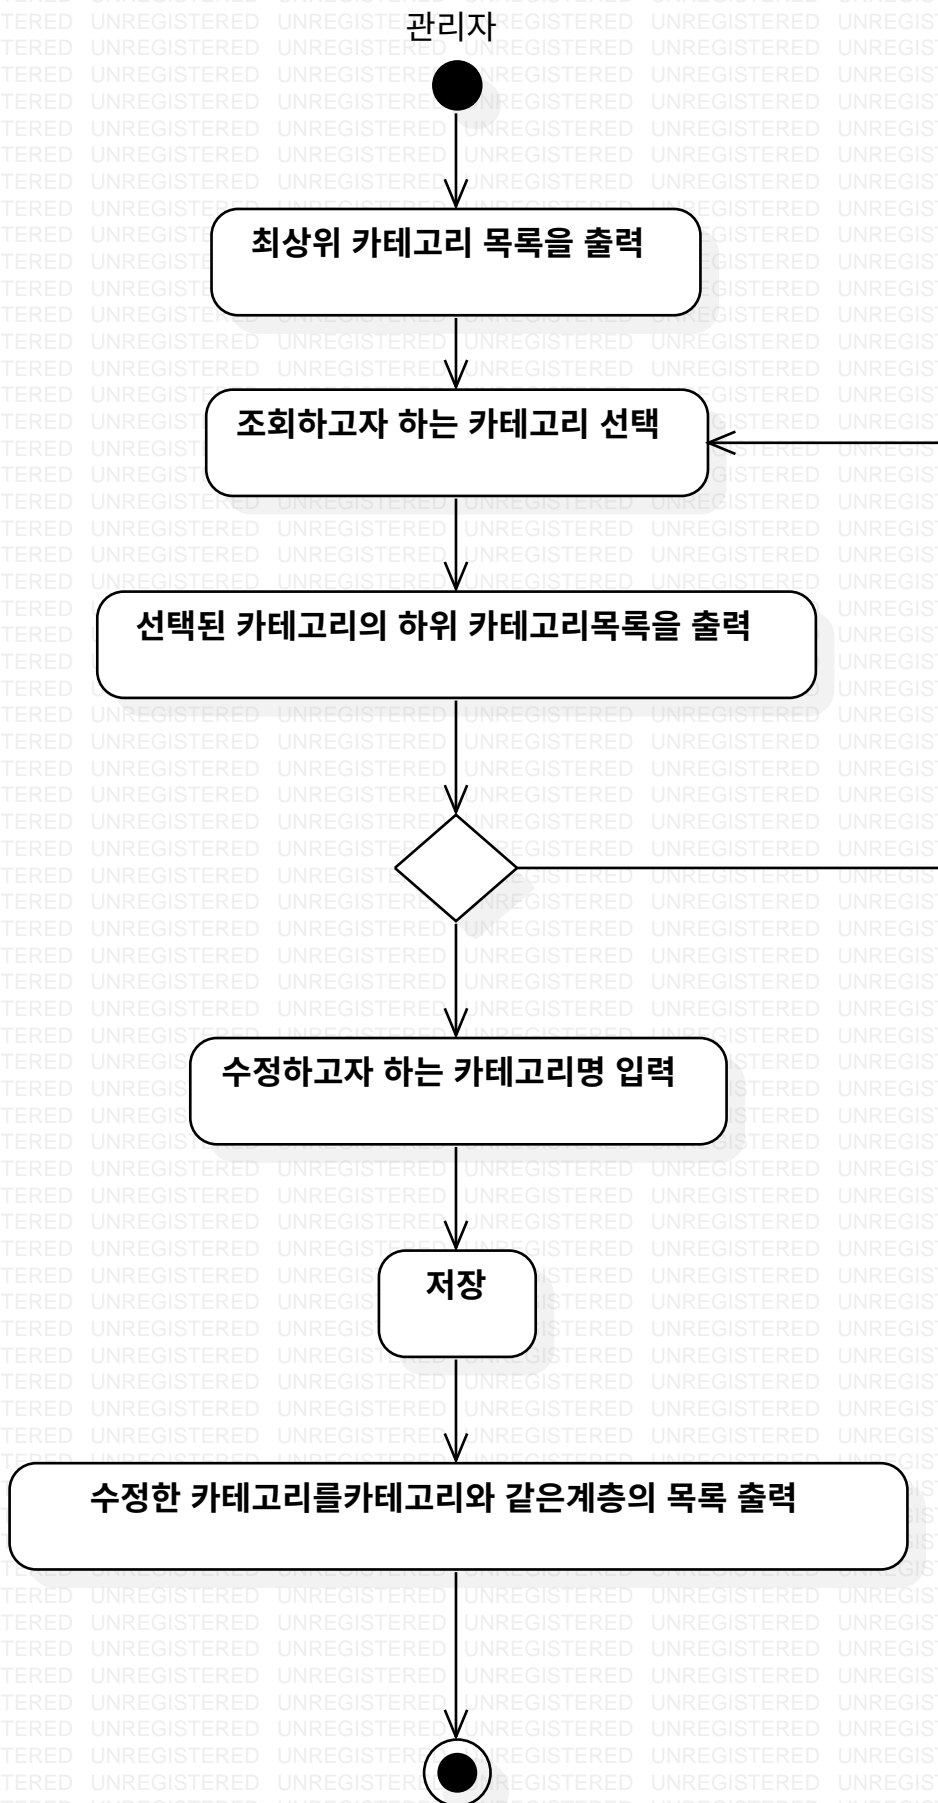 관리자
최상위 카테고리 목록을 출력
조회하고자 하는 카테고리 선택
선택된 카테고리의 하위 카테고리목록을 출력
수정하고자 하는 카테고리명 입력
저장
수정한 카테고리를카테고리와 같은계층의 목록 출력
UNREGISTERED